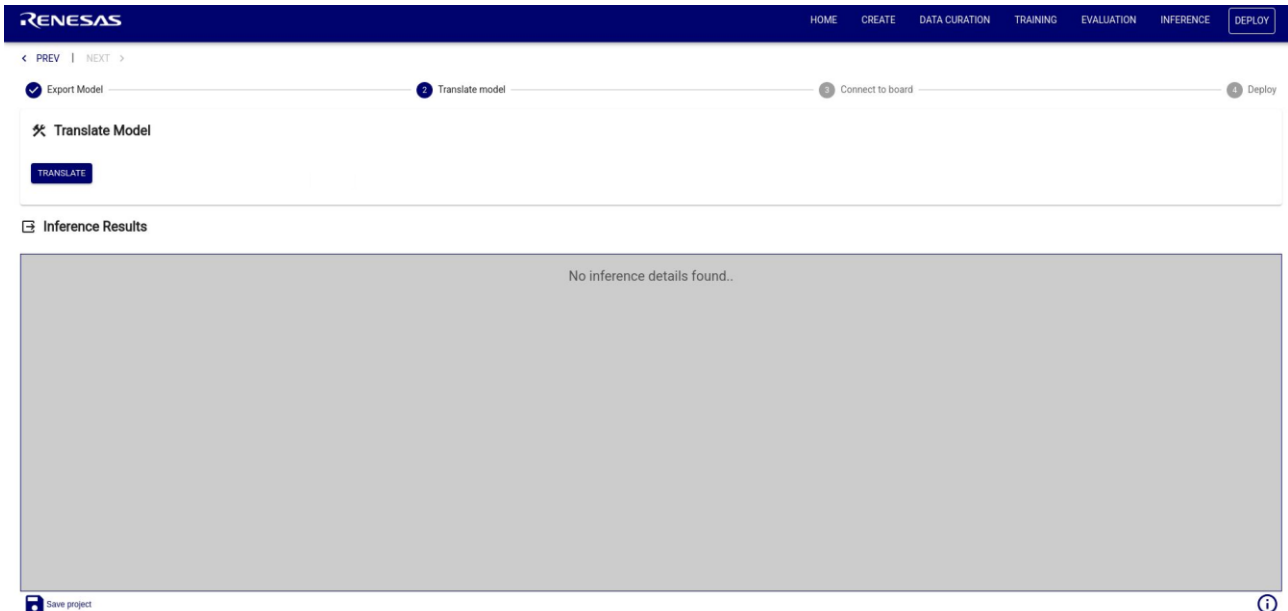 RENESAS HOME CREATE DATA CURATION TRAINING EVALUATION INFERENCE DEPLOY
PREV | NEXT
Export Model 2 Translate model 3 Connect to board 4 Deploy
Translate Model
TRANSLATE
Inference Results
No inference details found..
Save project